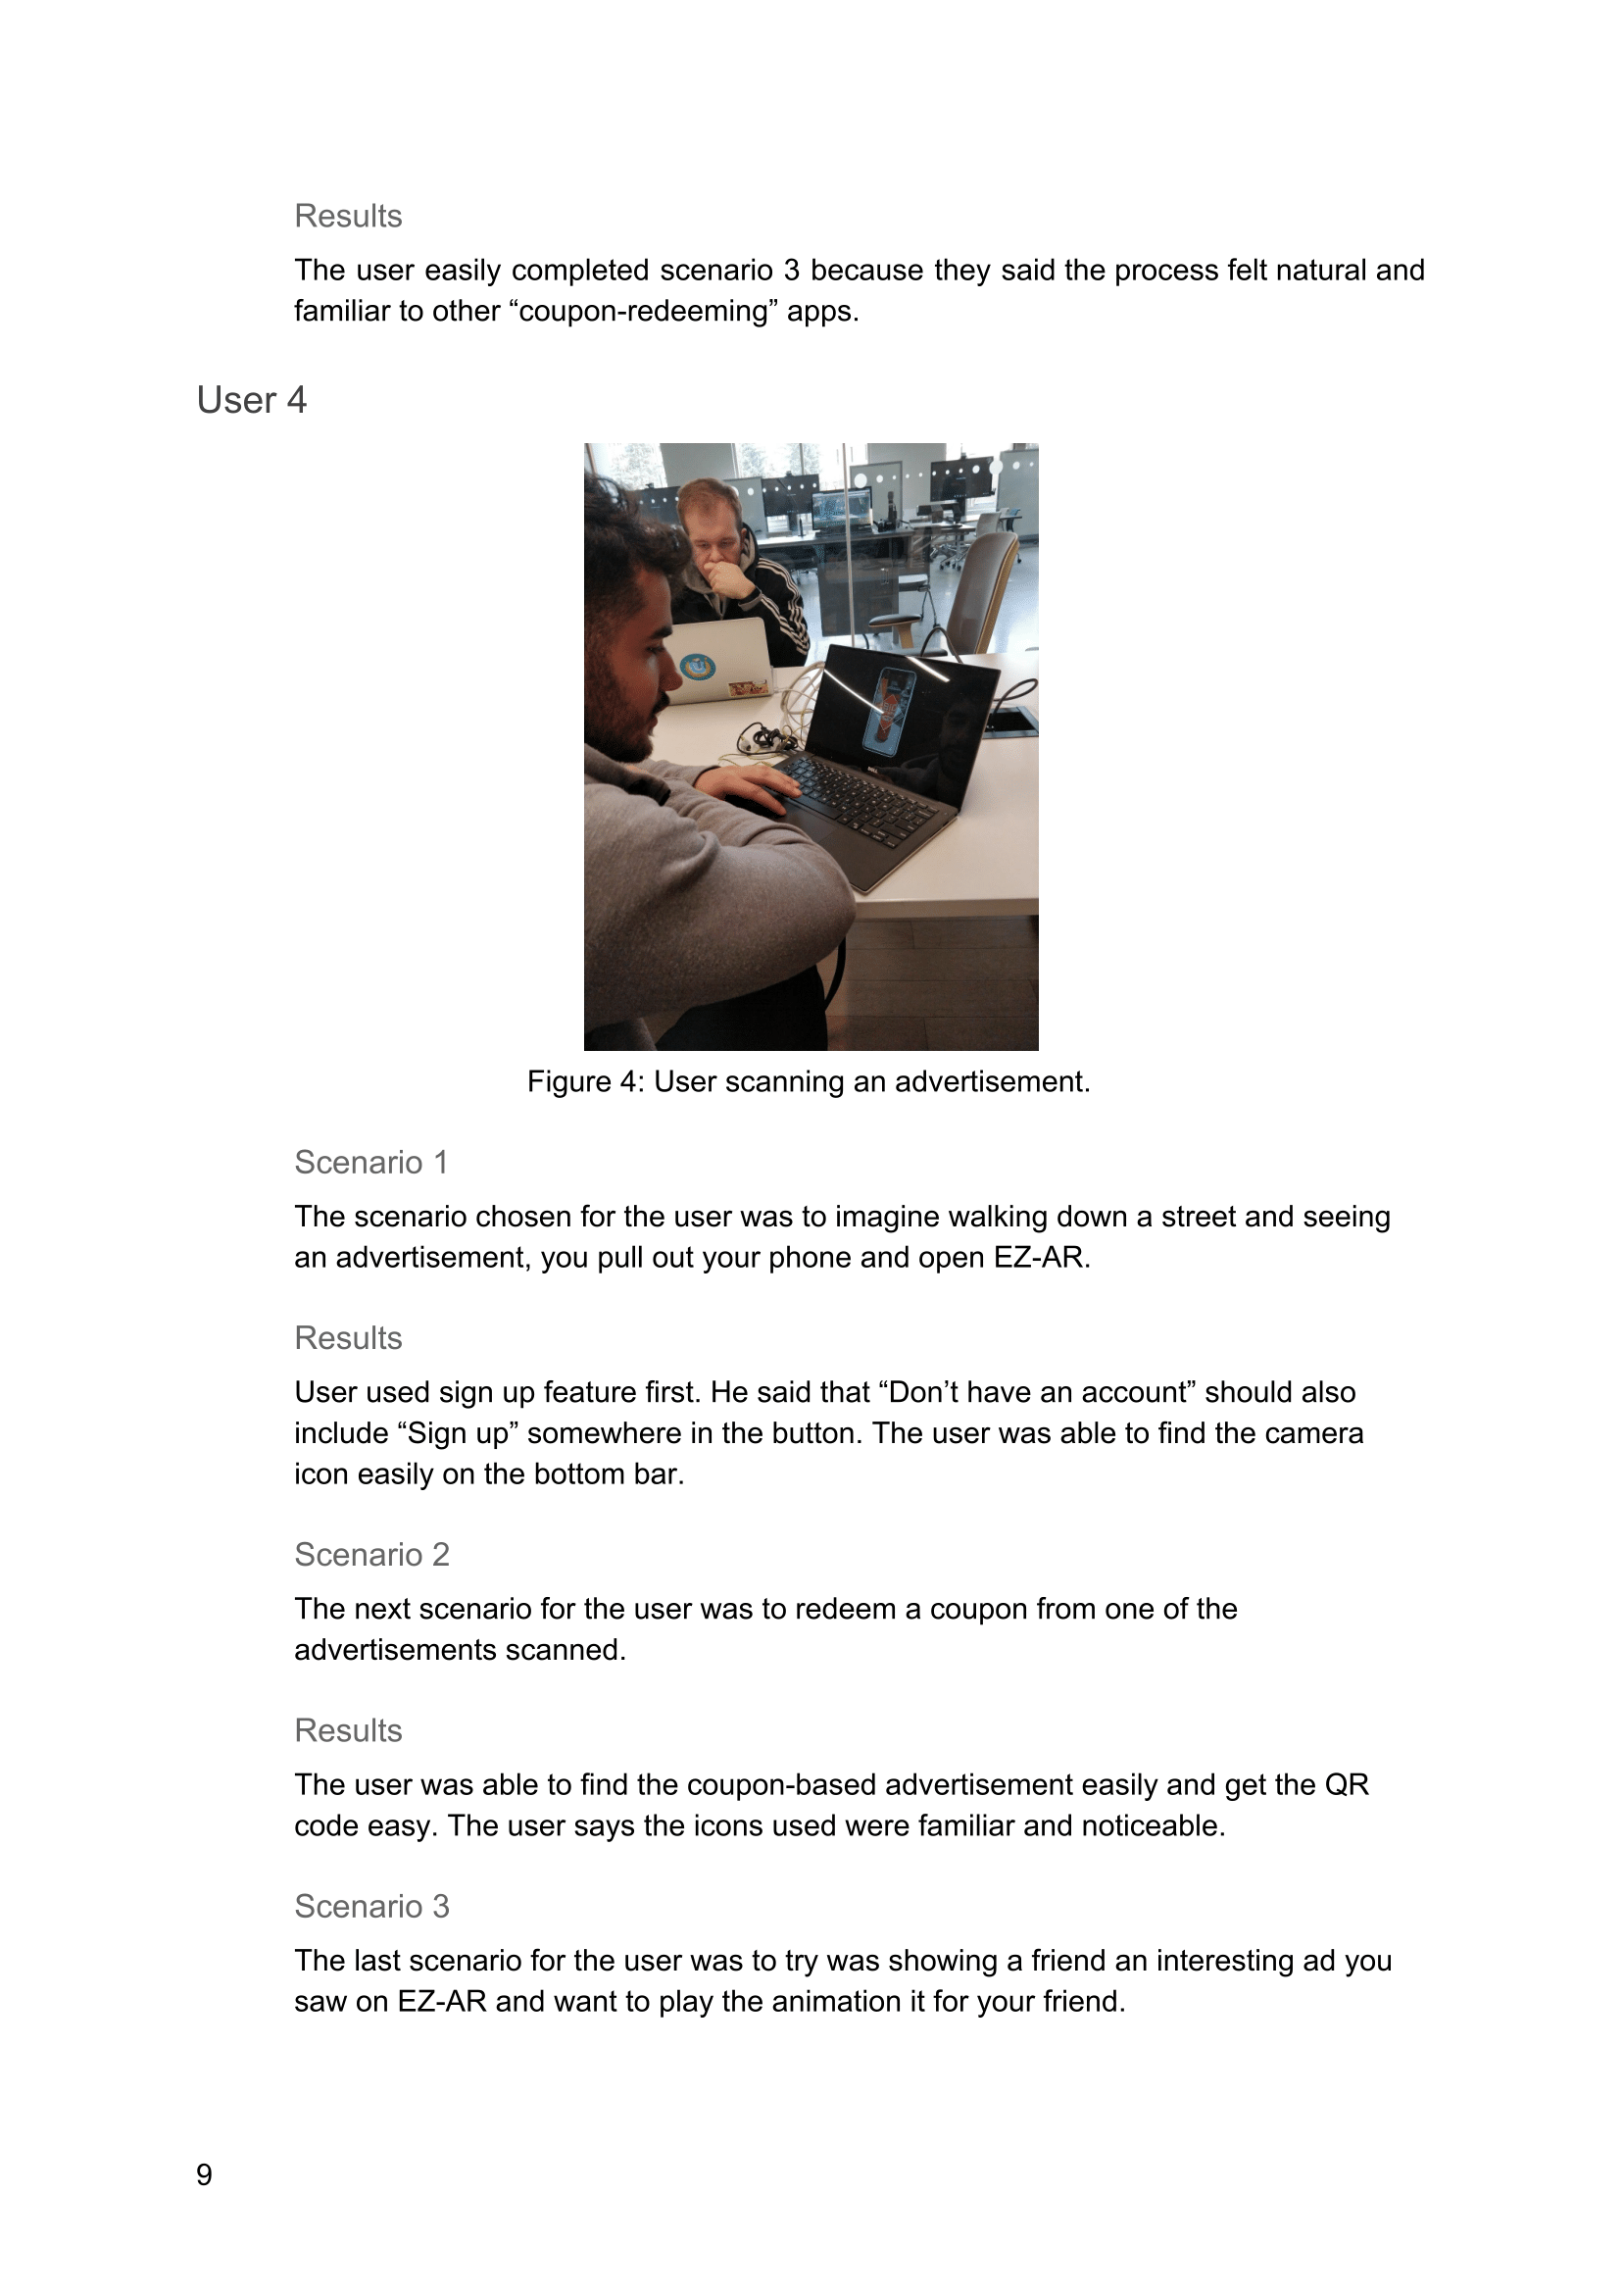 Results
The user easily completed scenario 3 because they said the process felt natural and
familiar to other “coupon-redeeming” apps.
User 4
DELL
Figure 4: User scanning an advertisement.
Scenario 1
The scenario chosen for the user was to imagine walking down a street and seeing
an advertisement, you pull out your phone and open EZ-AR.
Results
User used sign up feature first. He said that “Don’t have an account” should also
include “Sign up” somewhere in the button. The user was able to find the camera
icon easily on the bottom bar.
Scenario 2
The next scenario for the user was to redeem a coupon from one of the
advertisements scanned.
Results
The user was able to find the coupon-based advertisement easily and get the QR
code easy. The user says the icons used were familiar and noticeable.
Scenario 3
The last scenario for the user was to try was showing a friend an interesting ad you
saw on EZ-AR and want to play the animation it for your friend.
9